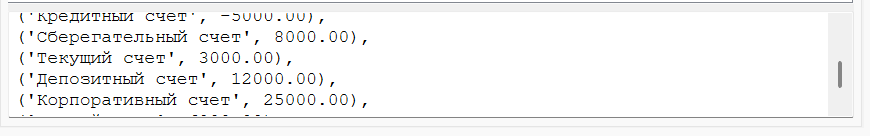 ('Кредитный счет', -5000.00),
('Сберегательный счет', 8000.00),
('Текущий счет', 3000.00),
('Депозитный счет', 12000.00),
('Корпоративный счет', 25000.00),